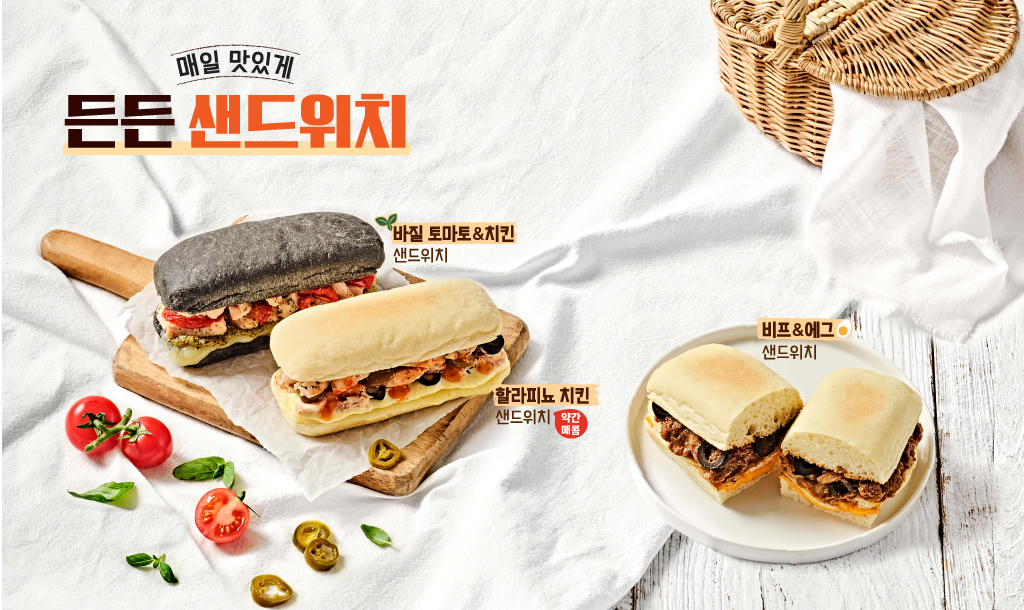 매일 맛있게
든든 샌드위치
바질 토마토&치킨
샌드위치
할라피뇨 치킨
샌드위치
약간
매콤
비프&에그
샌드위치